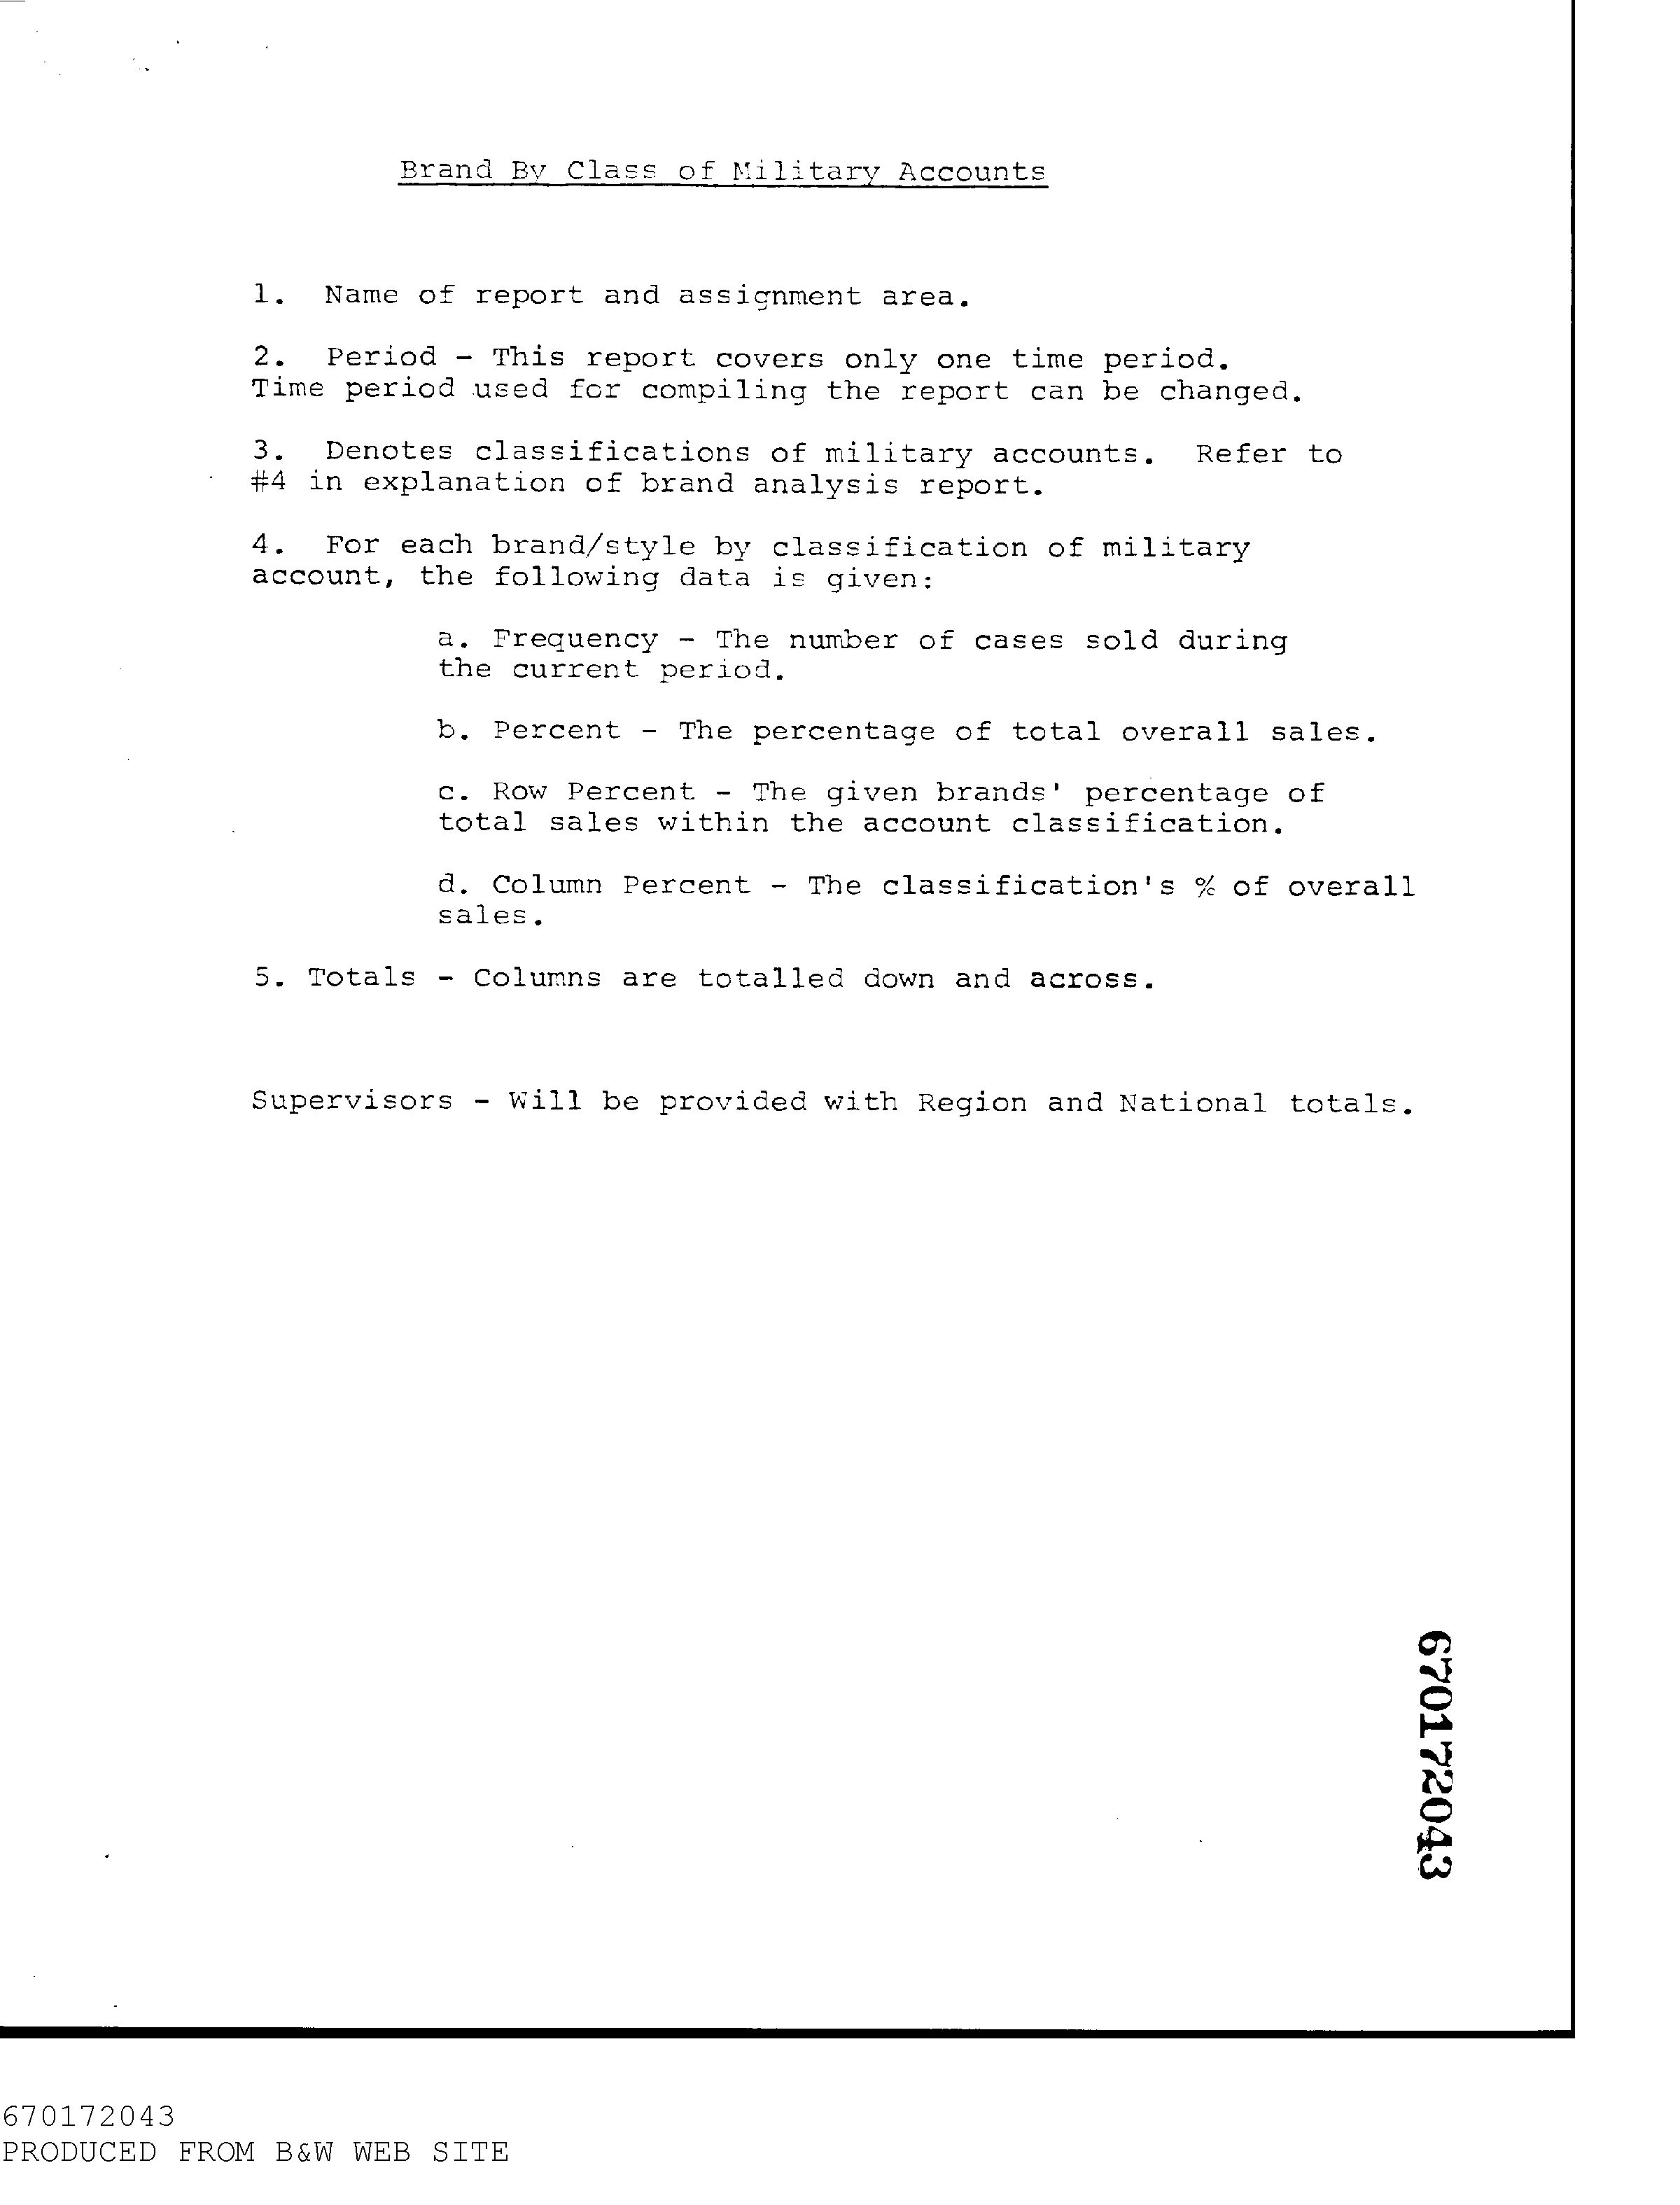 Brand By Class of Military Accounts
1. Name of report and assignment area.
2. Period - This report covers only one time period.
Time period used for compiling the report can be changed.
3. Denotes classifications of military accounts. Refer to
#4 in explanation of brand analysis report.
4. For each brand/style by classification of military
account, the following data is given:
a. Frequency - The number of cases sold during
the current period.
b. Percent - The percentage of total overall sales.
c. Row Percent - The given brands' percentage of
total sales within the account classification.
d. Column Percent - The classification's % of overall
sales.
5. Totals - Columns are totalled down and across.
Supervisors - Will be provided with Region and National totals.
670172043
670172043
PRODUCED FROM B&W WEB SITE